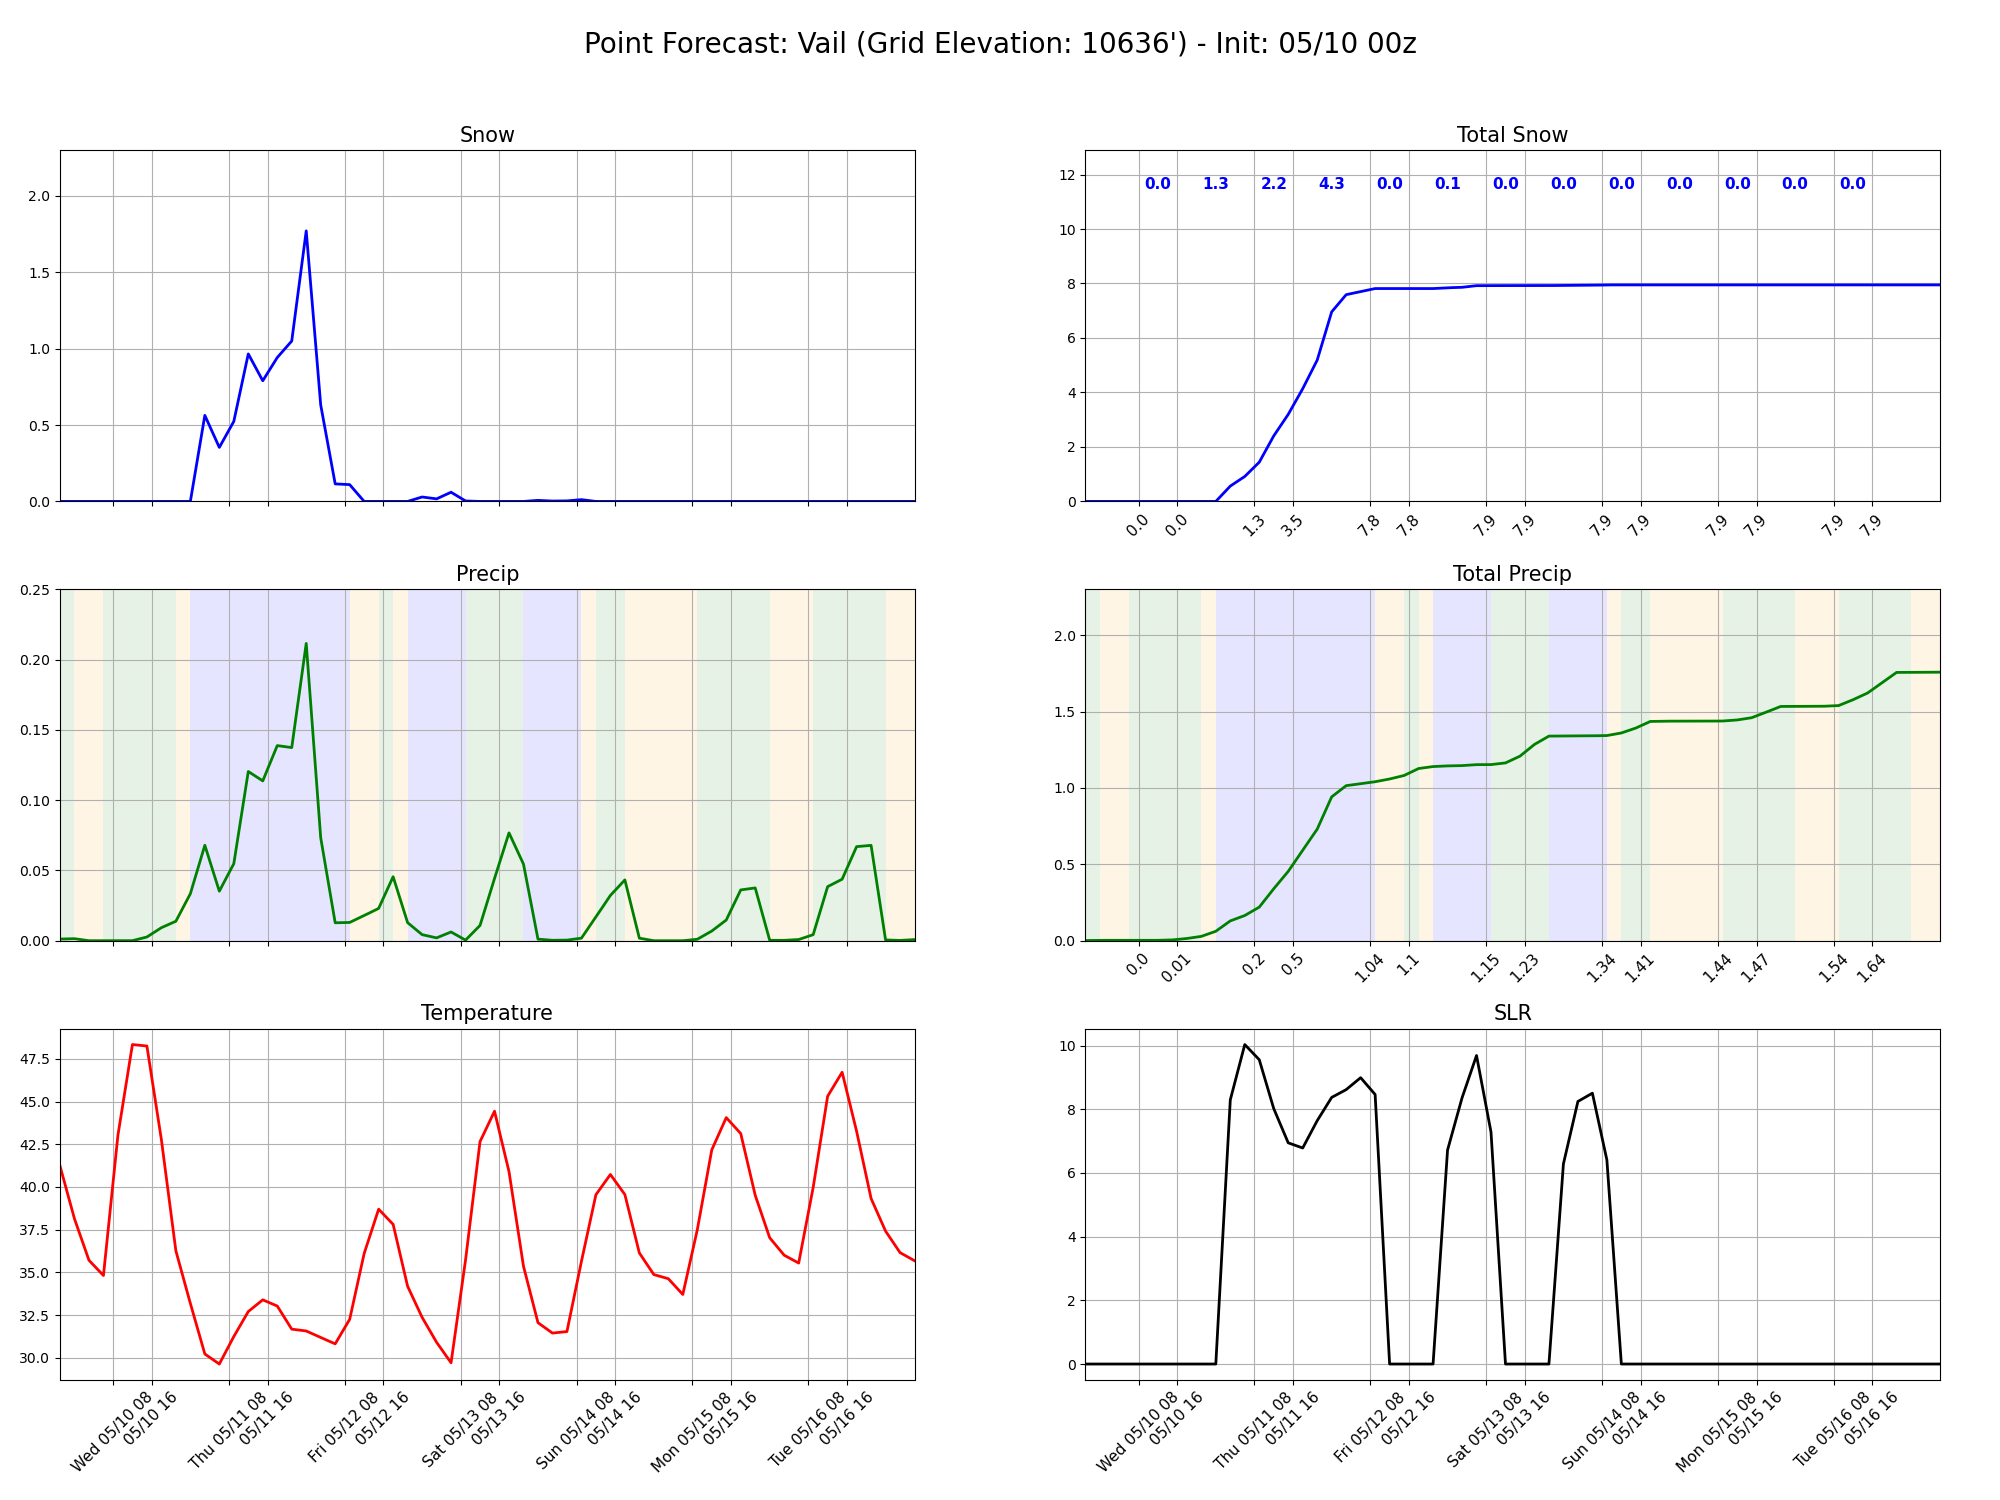 Point Forecast: Vail (Grid Elevation: 10636') - Init: 05/10 00z
Snow
2.0
1.5
1.0
0.5
0.0
Total Snow
12
10
8
6
4
2
0
0.0 1.3 2.2 4.3 0.0 0.1 0.0 0.0 0.0 0.0 0.0 0.0 0.0
0.0 0.0 1.3 3.5 7.8 7.8 7.9 7.9 7.9 7.9 7.9 7.9 7.9 7.9
Precip
0.25
0.20
0.15
0.10
0.05
0.00
Total Precip
2.0
1.5
1.0
0.5
0.0
0.0 0.01 0.2 0.5 1.04 1.1 1.15 1.23 1.34 1.41 1.44 1.47 1.54 1.64
Temperature
47.5
45.0
42.5
40.0
37.5
35.0
32.5
30.0
Wed 05/10 08
05/10 16
Thu 05/11 08
05/11 16
Fri 05/12 08
05/12 16
Sat 05/13 08
05/13 16
Sun 05/14 08
05/14 16
Mon 05/15 08
05/15 16
Tue 05/16 08
05/16 16
SLR
10
8
6
4
2
0
Wed 05/10 08
05/10 16
Thu 05/11 08
05/11 16
Fri 05/12 08
05/12 16
Sat 05/13 08
05/13 16
Sun 05/14 08
05/14 16
Mon 05/15 08
05/15 16
Tue 05/16 08
05/16 16